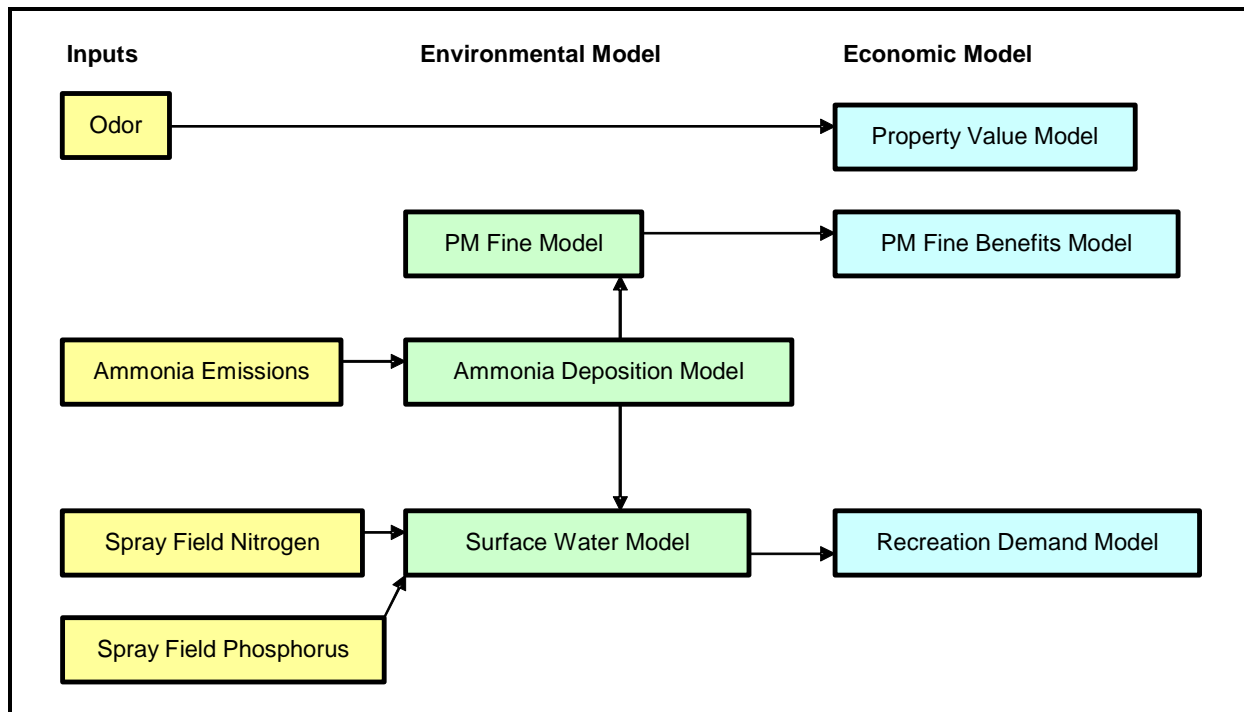 Inputs
Environmental Model
Economic Model
Odor
Property Value Model
PM Fine Model
PM Fine Benefits Model
Ammonia Emissions
Ammonia Deposition Model
Spray Field Nitrogen
Surface Water Model
Recreation Demand Model
Spray Field Phosphorus